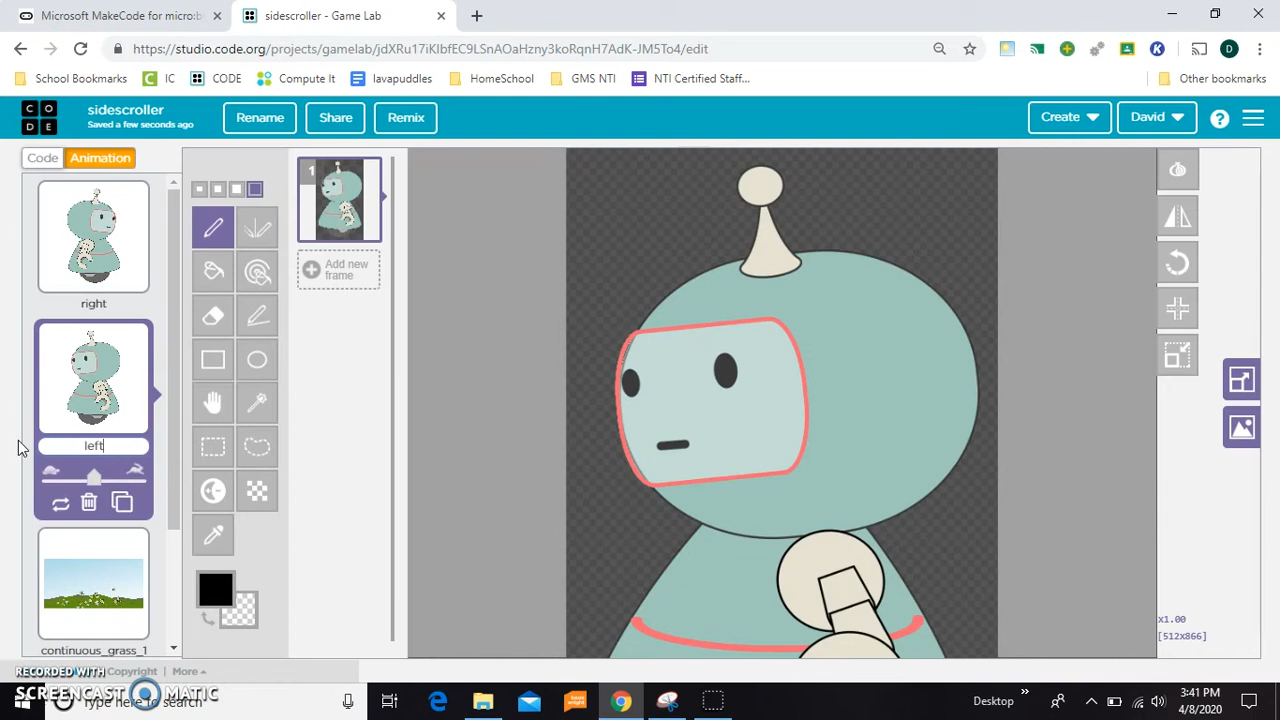 Microsoft MakeCode for micro:b
sidescroller - Game Lab
https://studio.code.org/projects/gamelab/jdXRu17iKIbfEC9LSnAOaHzny3koRqnH7AdK-JM5To4/edit
School Bookmarks
IC
CODE
Compute It
lavapuddles
HomeSchool
GMS NTI
NTI Certified Staff...
Other bookmarks
C O
D E
sidescroller
Saved a few seconds ago
Rename
Share
Remix
Create
David
Code
Animation
right
left
continuous_grass_1
1
Add new
frame
x1.00
[512x866]
Copyright
More
RECORDED WITH
SCREENCAST MATIC
Type here to search
Desktop
3:41 PM
4/8/2020